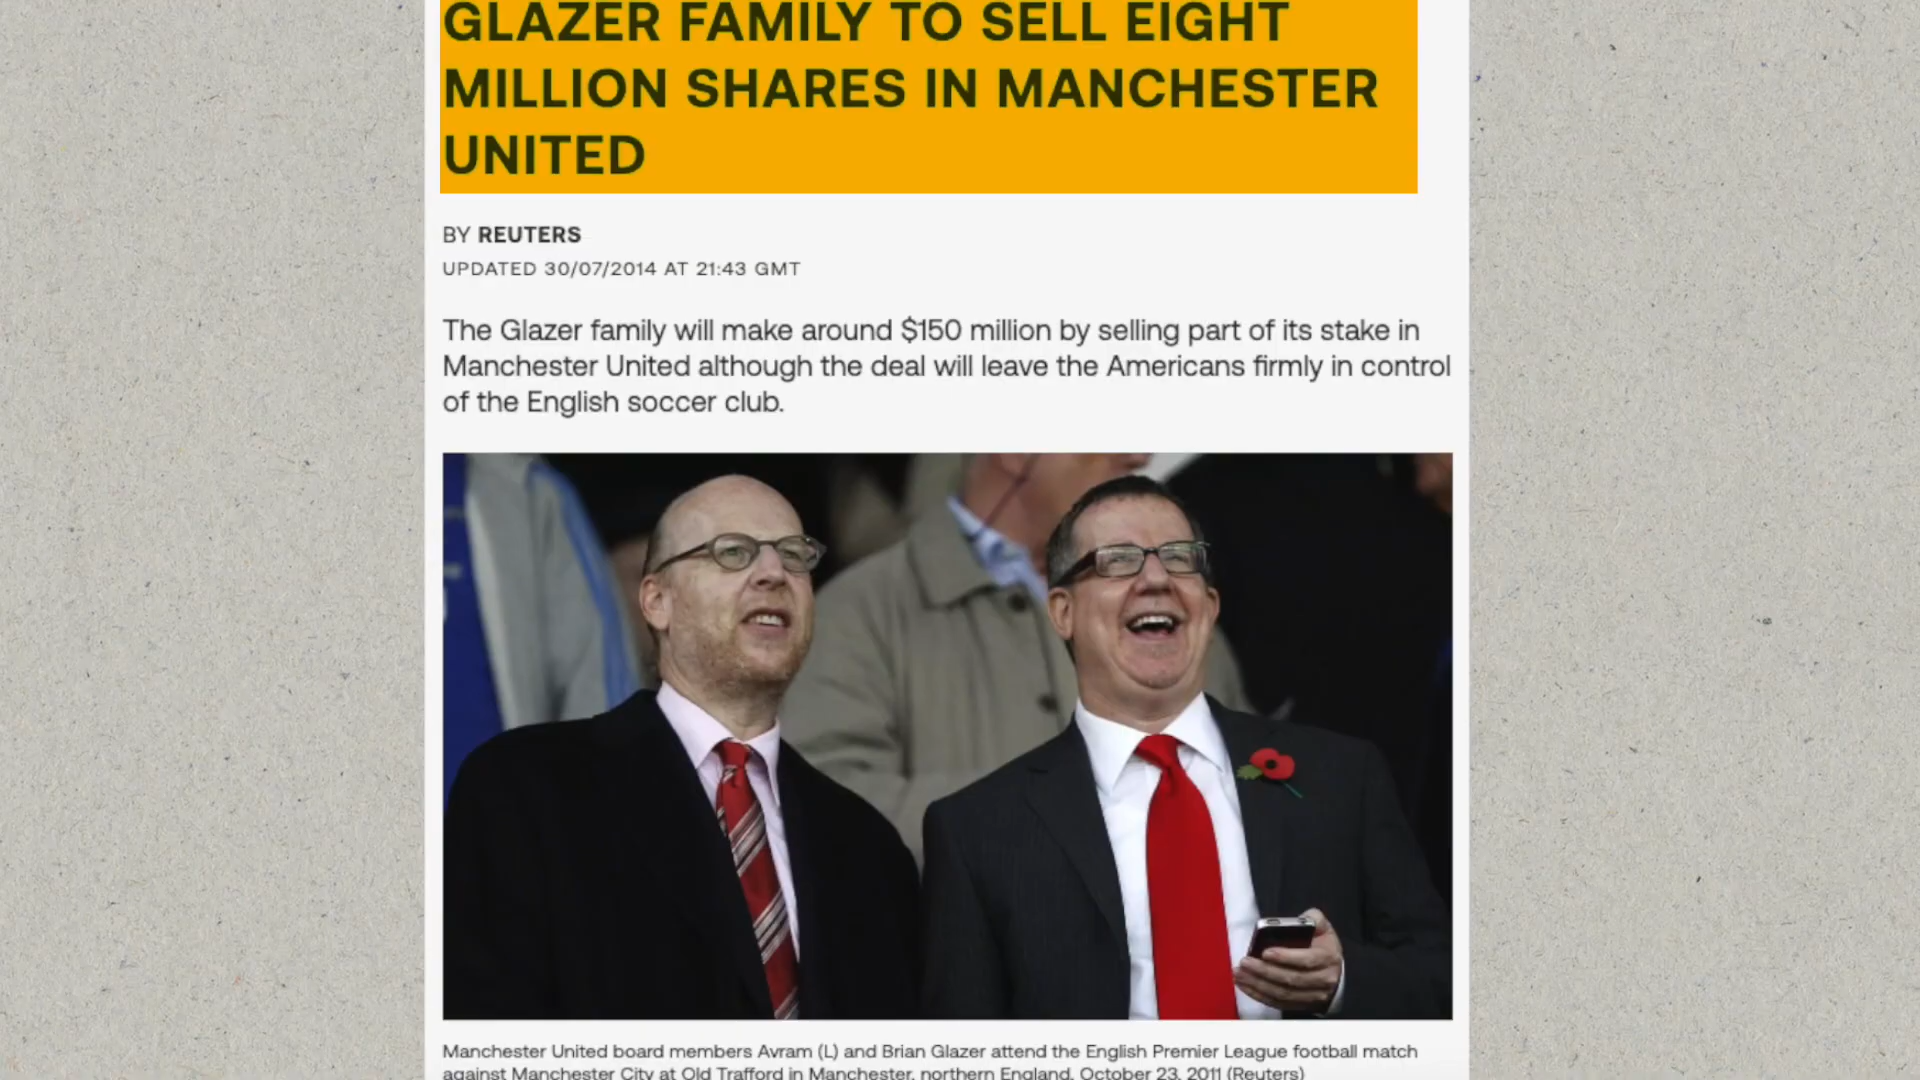 GLAZER FAMILY TO SELL EIGHT
MILLION SHARES IN MANCHESTER
UNITED
BY REUTERS
UPDATED 30/07/2014 AT 21:43 GMT
The Glazer family will make around $150 million by selling part of its stake in
Manchester United although the deal will leave the Americans firmly in control
of the English soccer club.
Manchester United board members Avram (L) and Brian Glazer attend the English Premier League football match
against Manchester City at Old Trafford in Manchester, northern England, October 23, 2011 (Reuters)